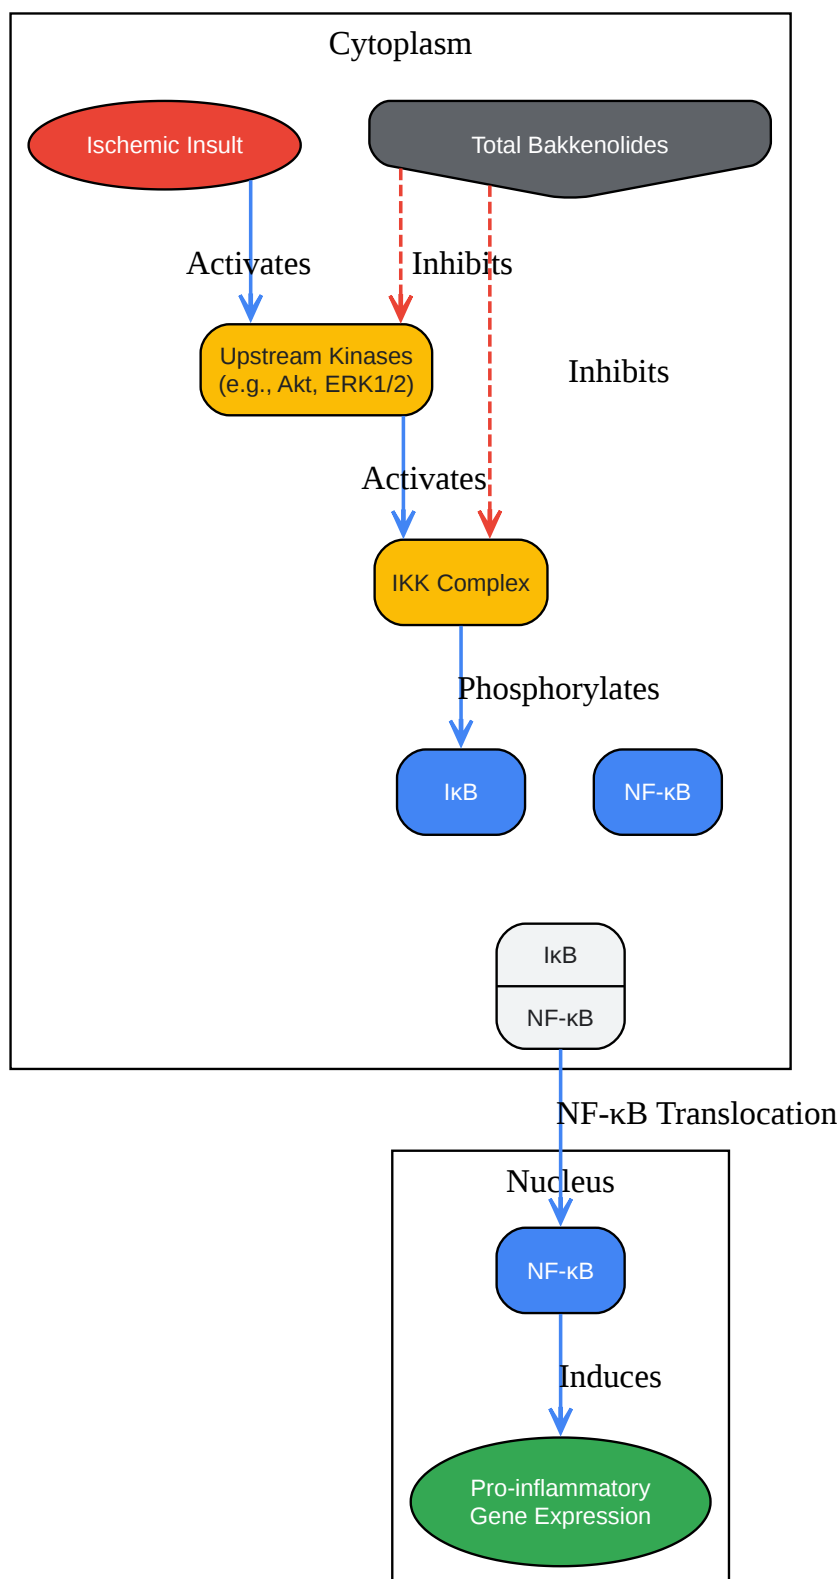 Cytoplasm
Ischemic Insult
Total Bakkenolides
Activates
Inhibits
Upstream Kinases
(e.g., Akt, ERK1/2)
Inhibits
Activates
IKK Complex
Phosphorylates
IκB
NF-κB
IκB
NF-κB
NF-κB Translocation
Nucleus
NF-κB
Induces
Pro-inflammatory
Gene Expression